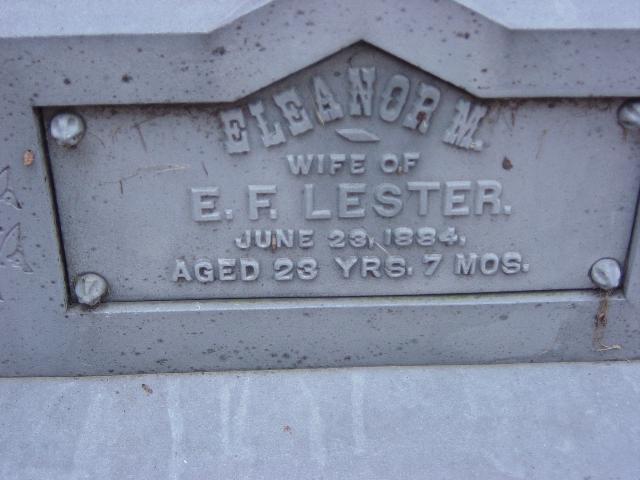 ELEANOR M.
WIFE OF
E. F. LESTER.
JUNE 23, 1884,
AGED 23 YRS. 7 MOS.